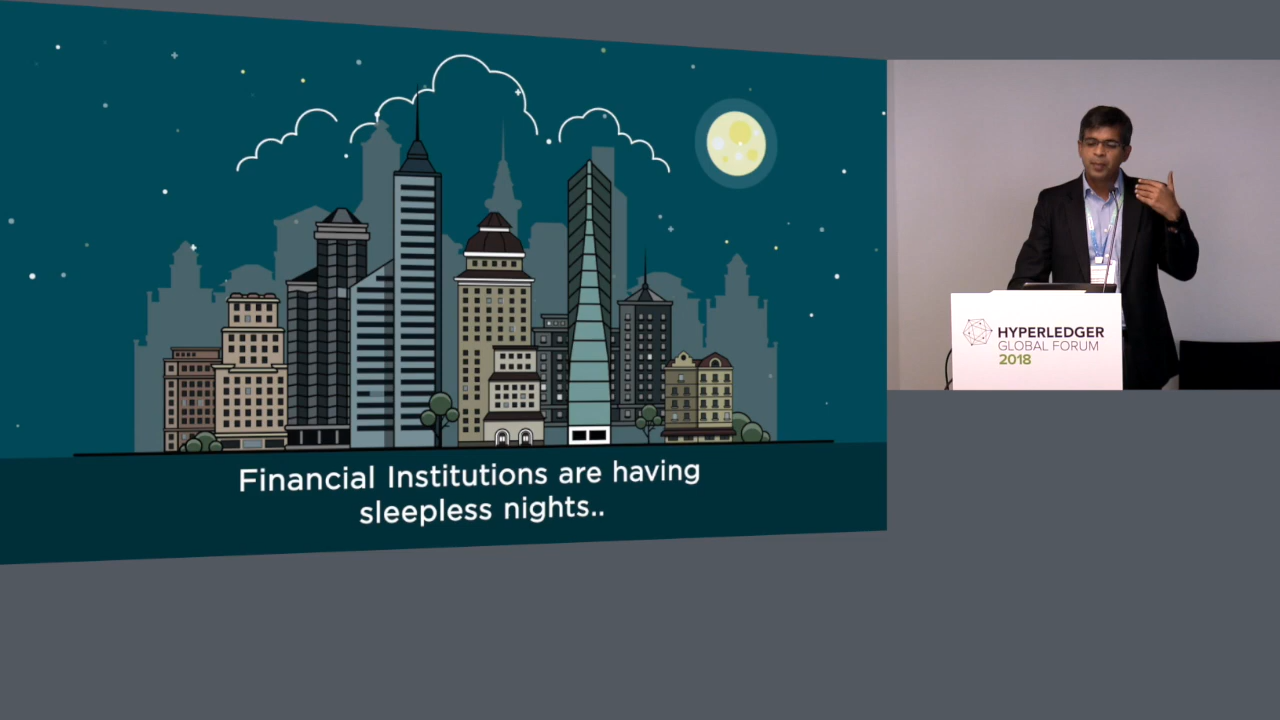 Financial Institutions are having
sleepless nights..
HYPERLEDGER
GLOBAL FORUM
2018